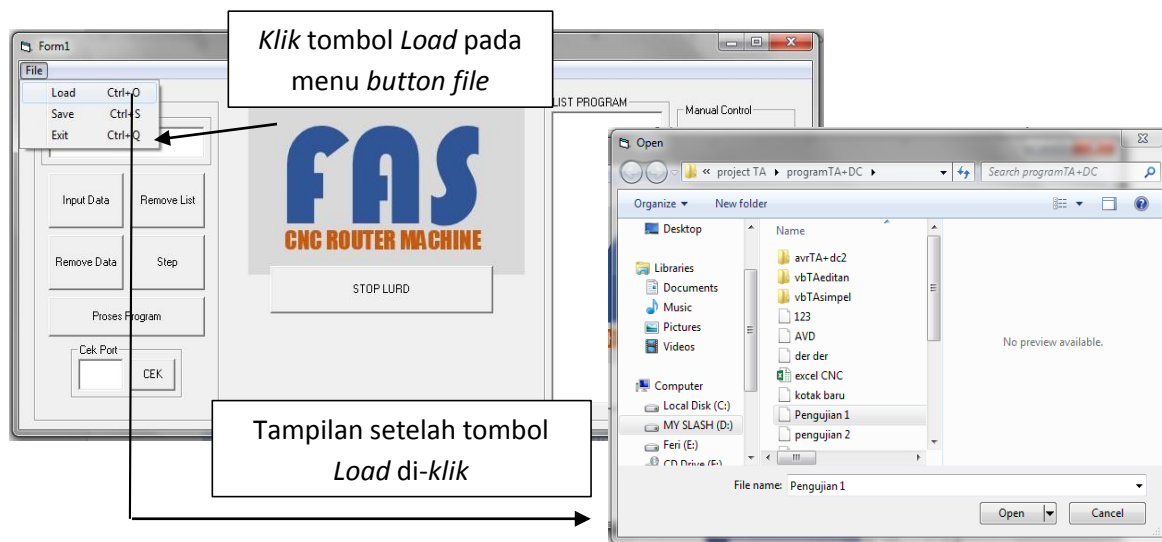 Klik tombol Load pada
menu button file
Form1
File
Load Ctrl+O
Save Ctrl+S
Exit Ctrl+Q
LIST PROGRAM
Manual Control
Input Data
Remove List
Remove Data
Step
Proses Program
Cek Port
CEK
FAS
CNC ROUTER MACHINE
STOP LURD
Tampilan setelah tombol
Load di-klik
Open
« project TA programTA+DC
Search programTA+DC
Organize
New folder
Desktop
Libraries
Documents
Music
Pictures
Videos
Computer
Local Disk (C:)
MY SLASH (D:)
Feri (E:)
Name
avrTA+dc2
vbTAeditan
vbTAsimpel
123
AVD
der der
excel CNC
kotak baru
Pengujian 1
pengujian 2
No preview available.
File name: Pengujian 1
Open
Cancel